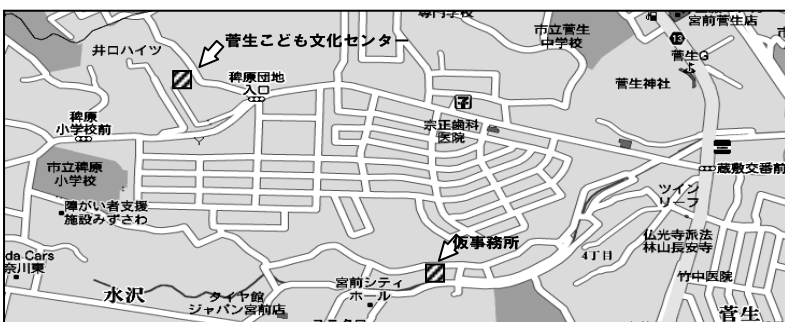 宮前菅生店
市立菅生
中学校
菅生こども文化センター
井口ハイツ
13
菅生G
稗原団地
入口
菅生神社
稗原
小学校前
宗正歯科
医院
市立稗原
小学校
蔵敷交番前
障がい者支援
施設みずさわ
ツイン
リーフ
仮事務所
仏光寺派法
林山長安寺
da Cars
奈川東
4丁目
宮前シティ
ホール
竹中医院
水沢
タイヤ館
ジャパン宮前店
菅生